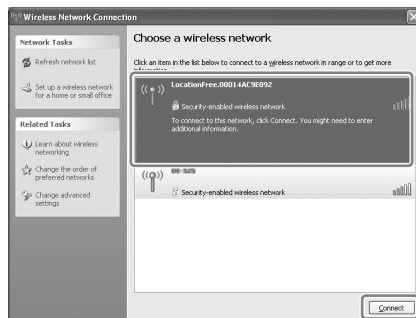 Wireless Network Connection
Network Tasks
Refresh network list
Set up a wireless network
for a home or small office
Related Tasks
Learn about wireless
networking
Change the order of
preferred networks
Change advanced
settings
Choose a wireless network
Click an item in the list below to connect to a wireless network in range or to get more
information.
LocationFree.00014AC9E092
Security-enabled wireless network
To connect to this network, click Connect. You might need to enter
additional information.
Security-enabled wireless network
Connect